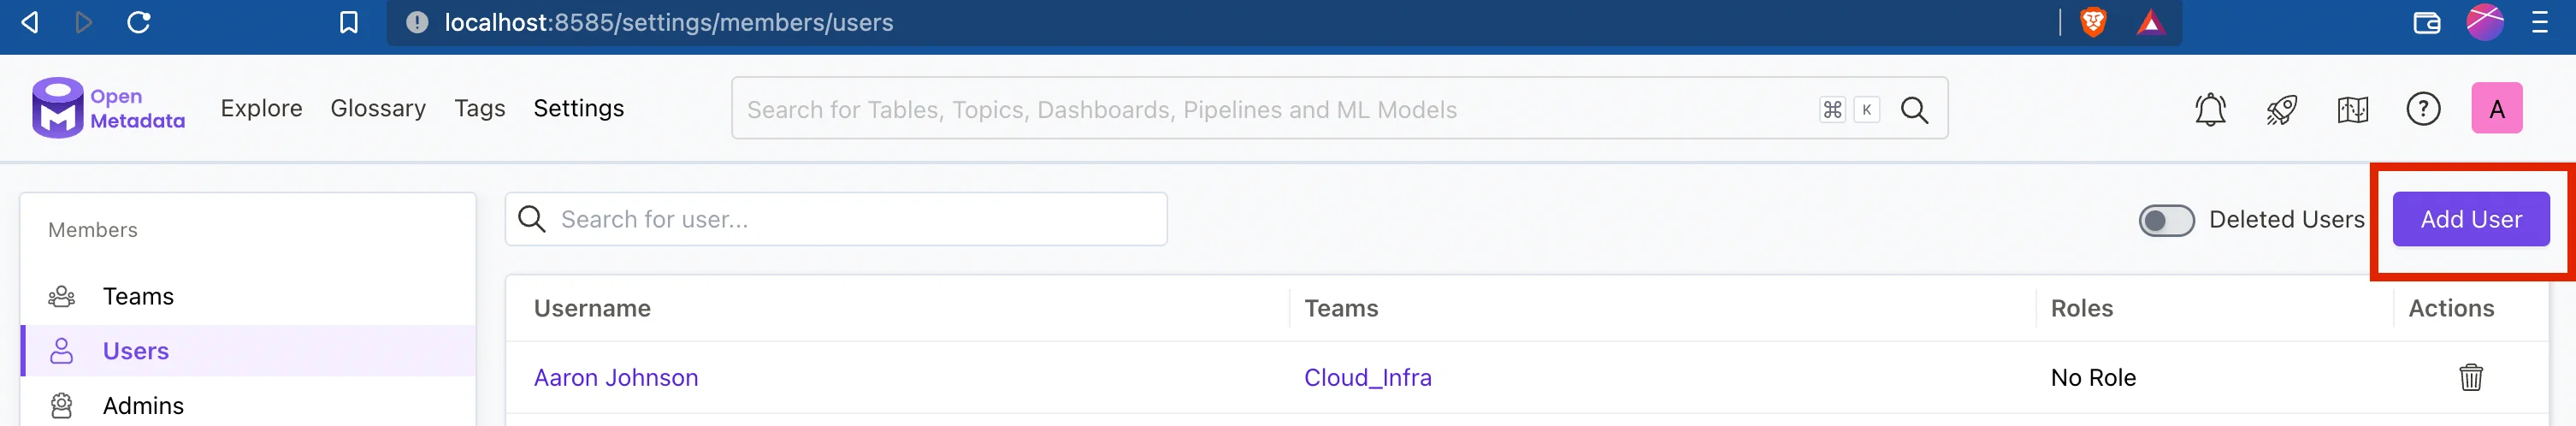 localhost:8585/settings/members/users
Open
Metadata
Explore Glossary Tags Settings
Search for Tables, Topics, Dashboards, Pipelines and ML Models
⌘ K
?
A
Members
Teams
Users
Admins
Search for user...
Deleted Users
Add User
Username Teams Roles Actions
Aaron Johnson Cloud_Infra No Role